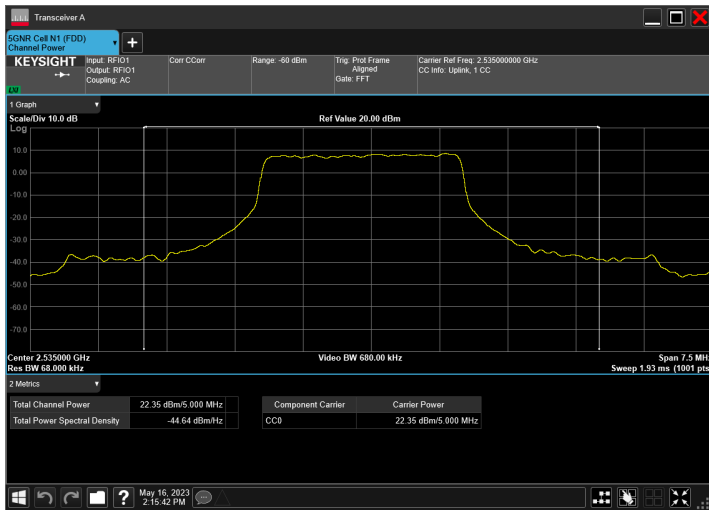 Transceiver A
5GNR Cell N1 (FDD)
Channel Power
KEYSIGHT
LXI
Input: RFIO1
Output: RFIO1
Coupling: AC
Corr CCorr
Range: -60 dBm
Trig: Prot Frame
Aligned
Gate: FFT
Carrier Ref Freq: 2.535000000 GHz
CC Info: Uplink, 1 CC
1 Graph
Scale/Div 10.0 dB
Ref Value 20.00 dBm
Log
10.0
0.00
-10.0
-20.0
-30.0
-40.0
-50.0
-60.0
-70.0
Center 2.535000 GHz
Video BW 680.00 kHz
Span 7.5 MH
Res BW 68.000 kHz
Sweep 1.93 ms (1001 pts
2 Metrics
Total Channel Power 22.35 dBm/5.000 MHz
Total Power Spectral Density -44.64 dBm/Hz
Component Carrier Carrier Power
CC0 22.35 dBm/5.000 MHz
?
May 16, 2023
2:15:42 PM